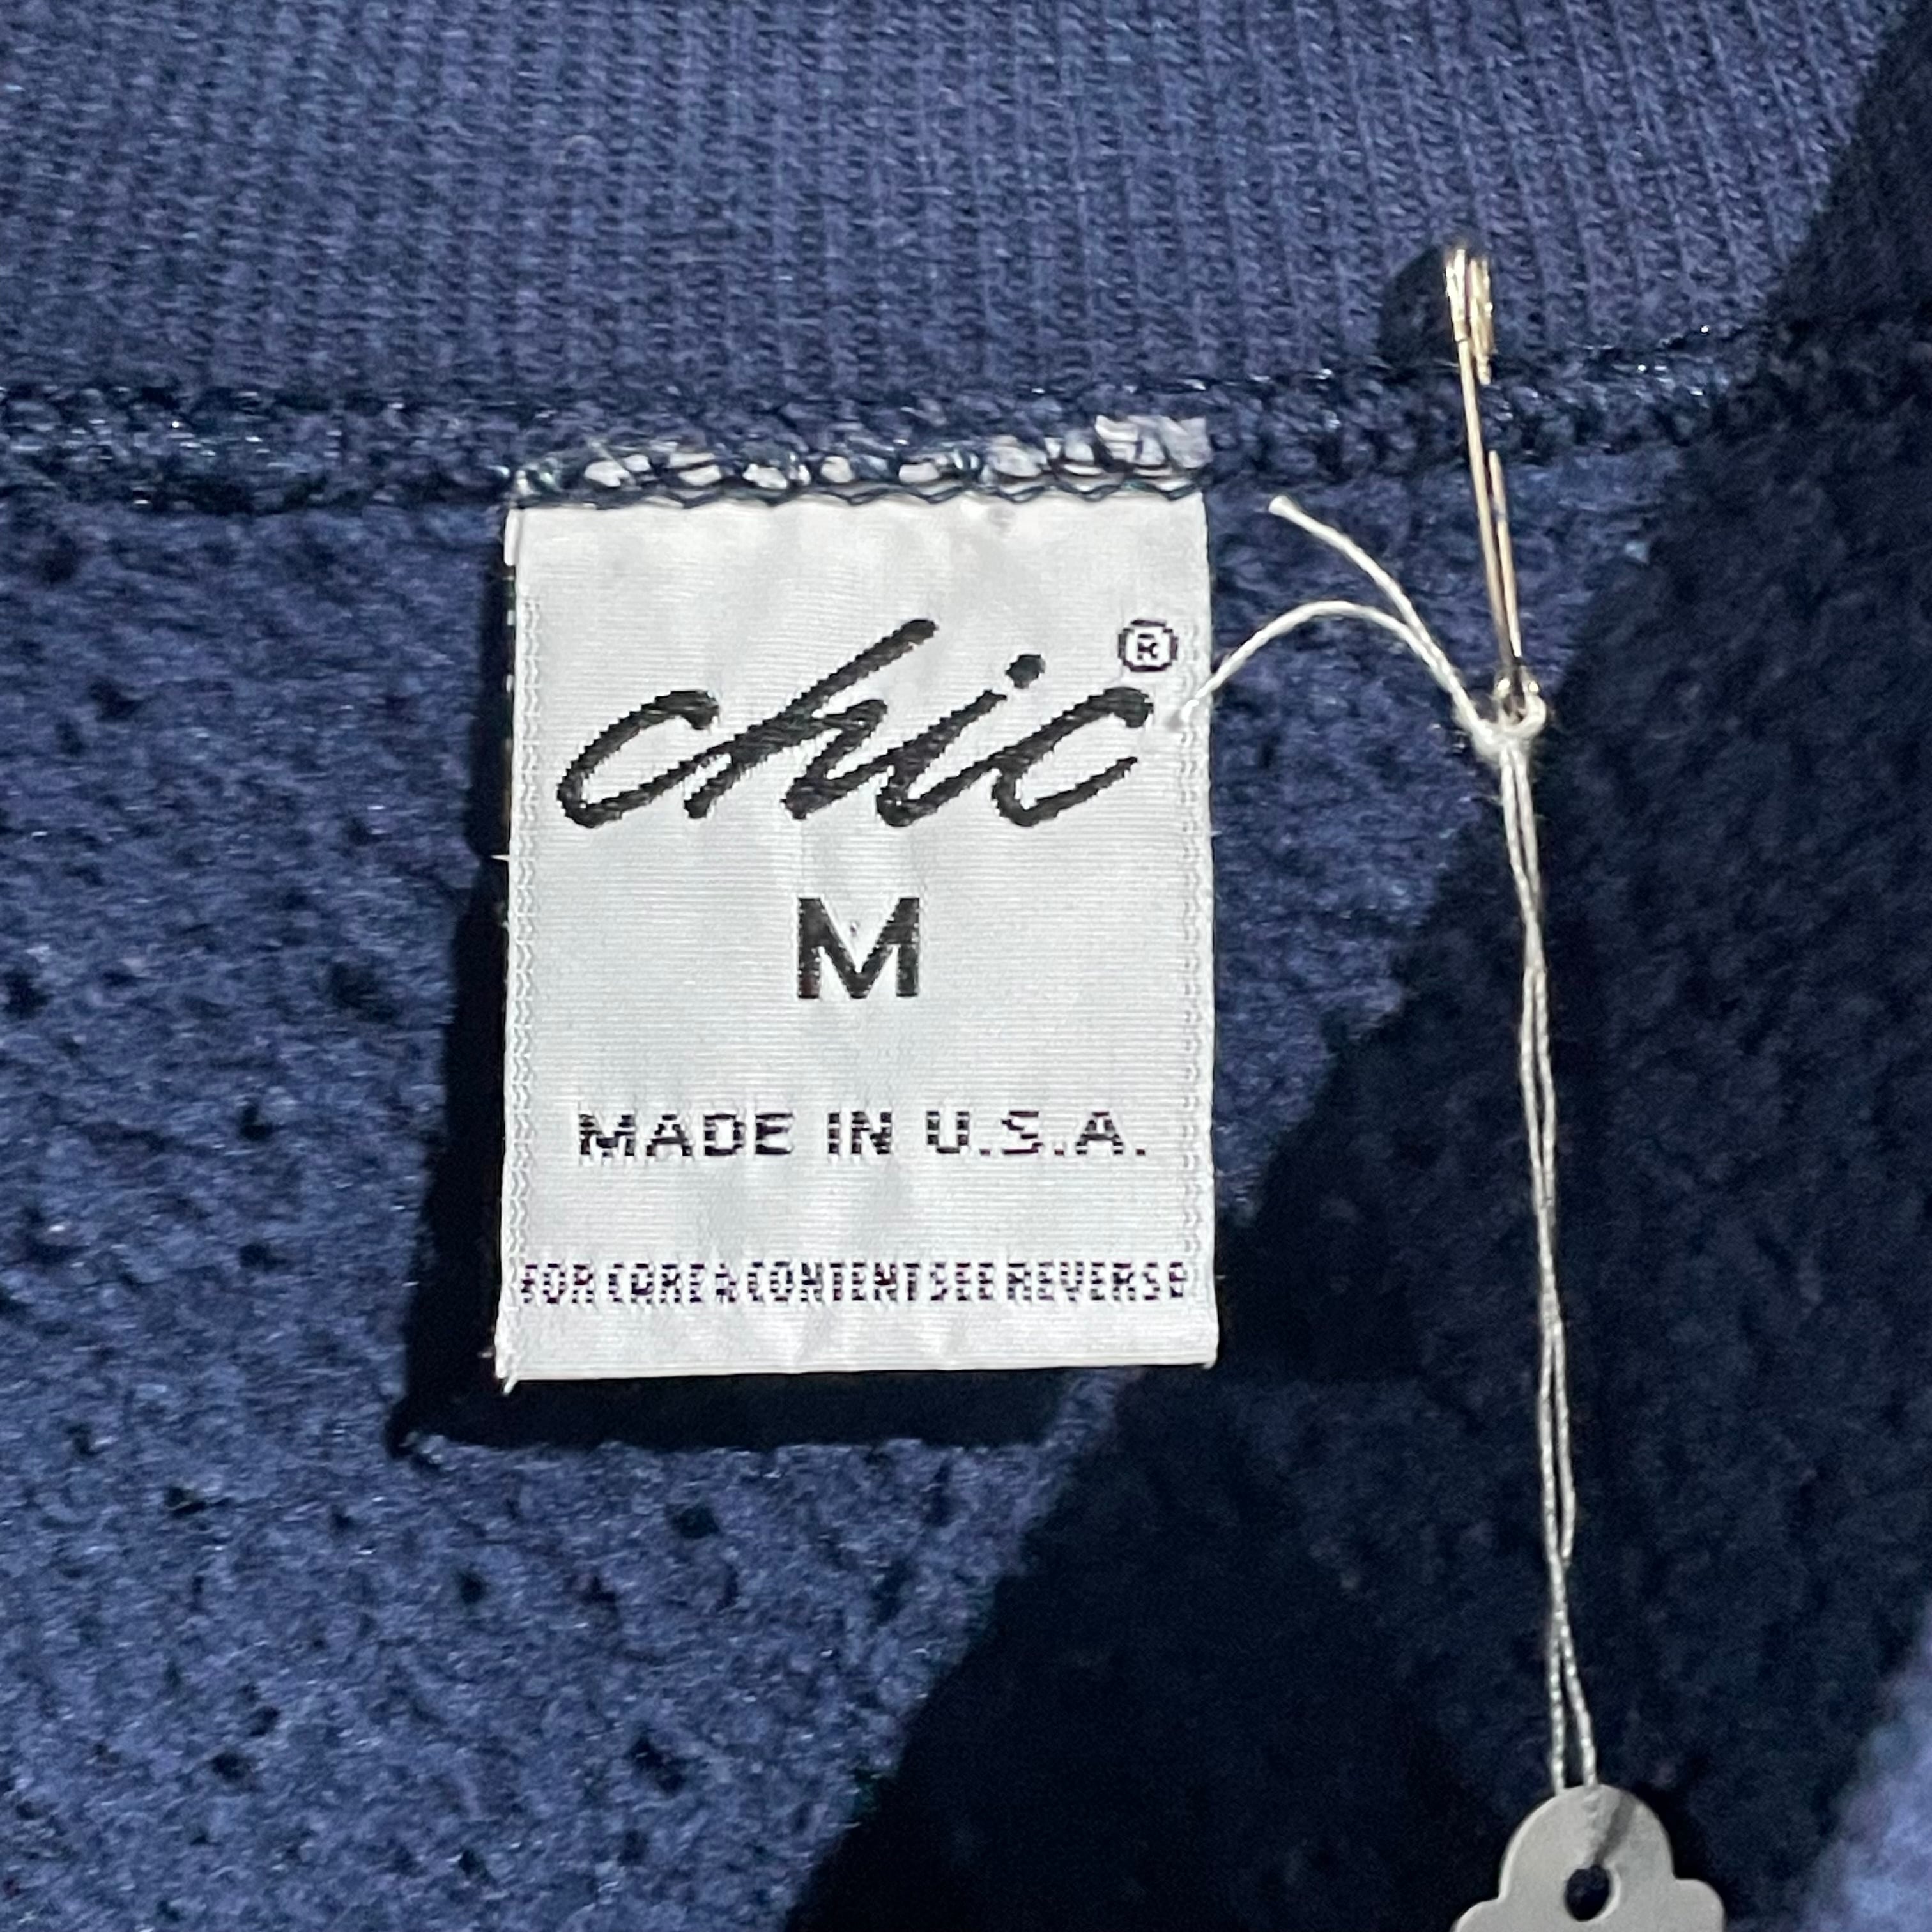 chic®
M
MADE IN U.S.A.
FOR CARE & CONTENT SEE REVERSE